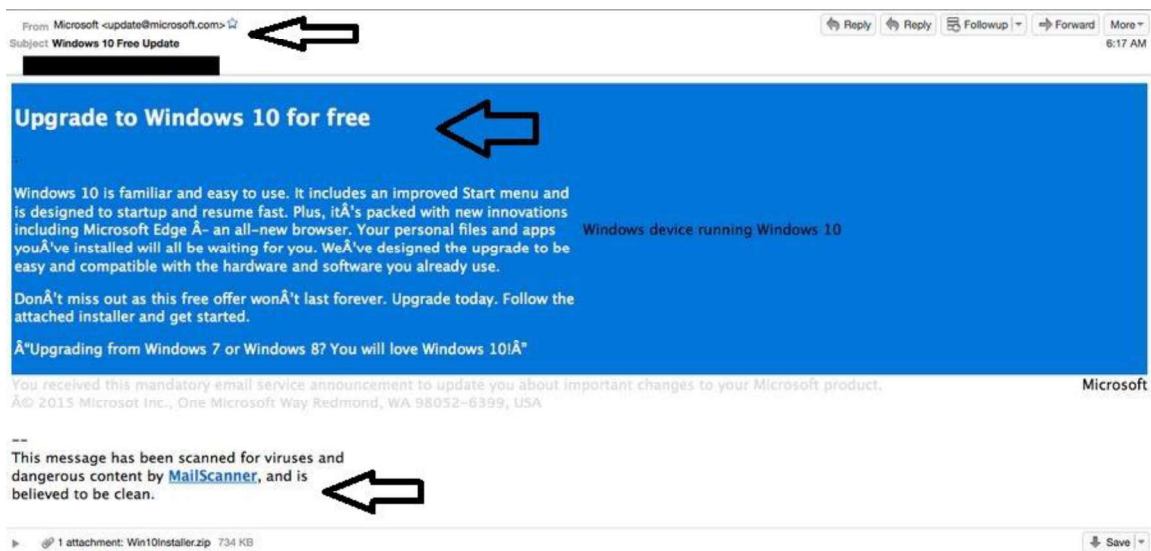 From Microsoft <update@microsoft.com>
Reply Reply Followup Forward More
Subject Windows 10 Free Update
6:17 AM
Upgrade to Windows 10 for free
Windows 10 is familiar and easy to use. It includes an improved Start menu and
is designed to startup and resume fast. Plus, itÂ's packed with new innovations
including Microsoft Edge Â- an all-new browser. Your personal files and apps
youÂ've installed will all be waiting for you. WeÂ've designed the upgrade to be
easy and compatible with the hardware and software you already use.
Windows device running Windows 10
DonÂ't miss out as this free offer wonÂ't last forever. Upgrade today. Follow the
attached installer and get started.
Â“Upgrading from Windows 7 or Windows 8? You will love Windows 10!Â”
You received this mandatory email service announcement to update you about important changes to your Microsoft product.
Â© 2015 Microsot Inc., One Microsoft Way Redmond, WA 98052-6399, USA
Microsoft
--
This message has been scanned for viruses and
dangerous content by MailScanner, and is
believed to be clean.
1 attachment: Win10Installer.zip 734 KB
Save